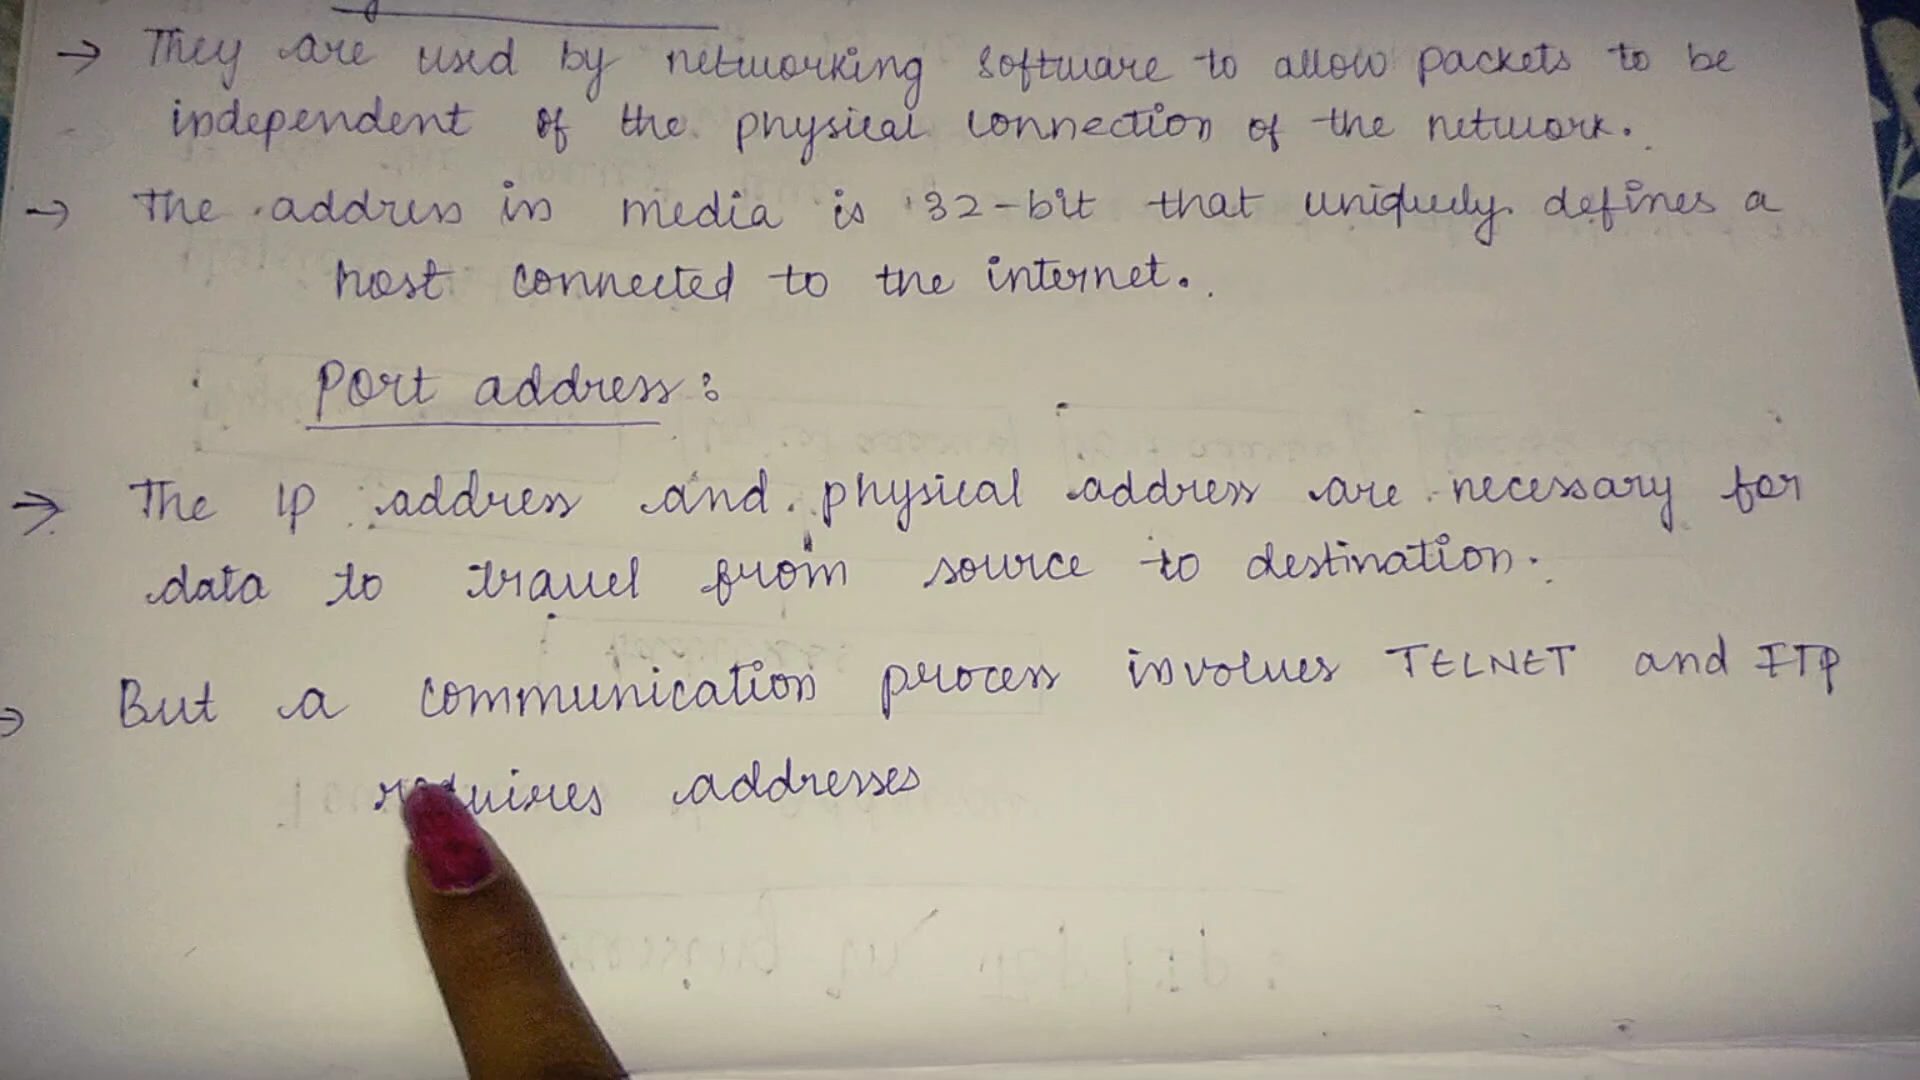 → They are used by networking software to allow packets to be
independent of the physical connection of the network.
→ The address in media is 32-bit that uniquely defines a
host connected to the internet.
Port address:
→ The IP address and physical address are necessary for
data to travel from source to destination.
→ But a communication process involves TELNET and FTP
requires addresses